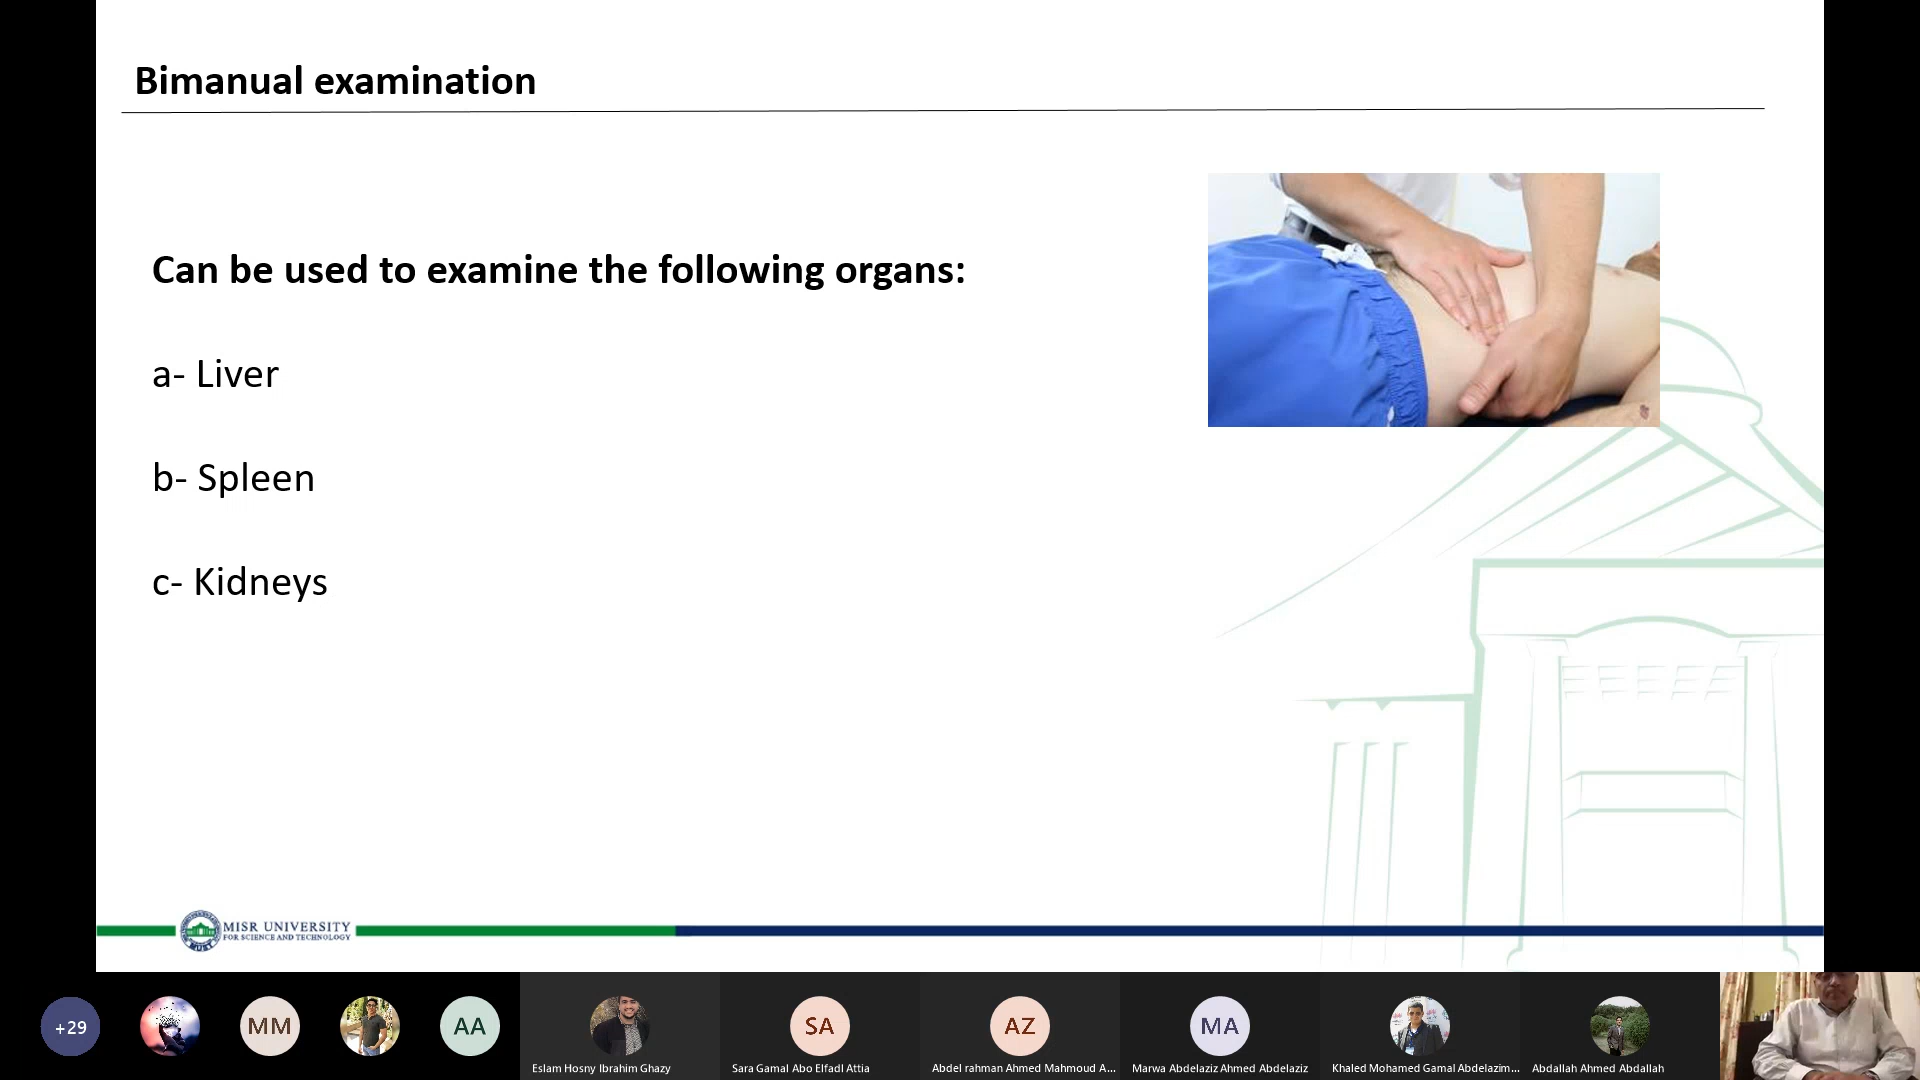 Bimanual examination
Can be used to examine the following organs:
a- Liver
b- Spleen
c- Kidneys
MISR UNIVERSITY
FOR SCIENCE AND TECHNOLOGY
MUST
+29
MM
AA
SA
AZ
MA
Eslam Hosny Ibrahim Ghazy
Sara Gamal Abo Elfadl Attia
Abdel rahman Ahmed Mahmoud A...
Marwa Abdelaziz Ahmed Abdelaziz
Khaled Mohamed Gamal Abdelazim...
Abdallah Ahmed Abdallah